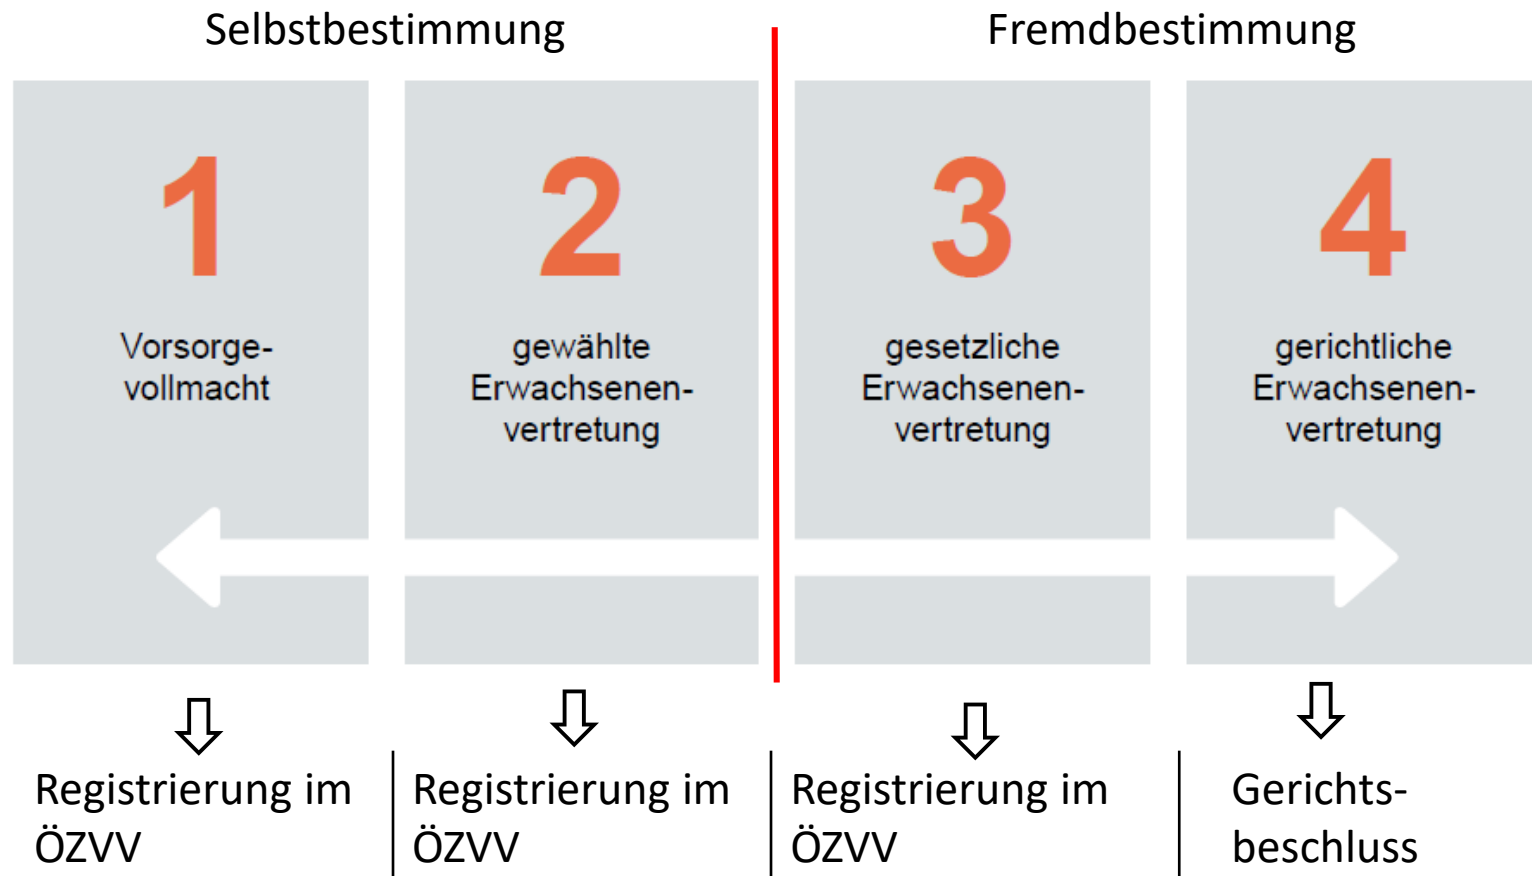 Selbstbestimmung
Fremdbestimmung
1
Vorsorge-
vollmacht
2
gewählte
Erwachsenen-
vertretung
3
gesetzliche
Erwachsenen-
vertretung
4
gerichtliche
Erwachsenen-
vertretung
Registrierung im
ÖZVV
Registrierung im
ÖZVV
Registrierung im
ÖZVV
Gerichts-
beschluss